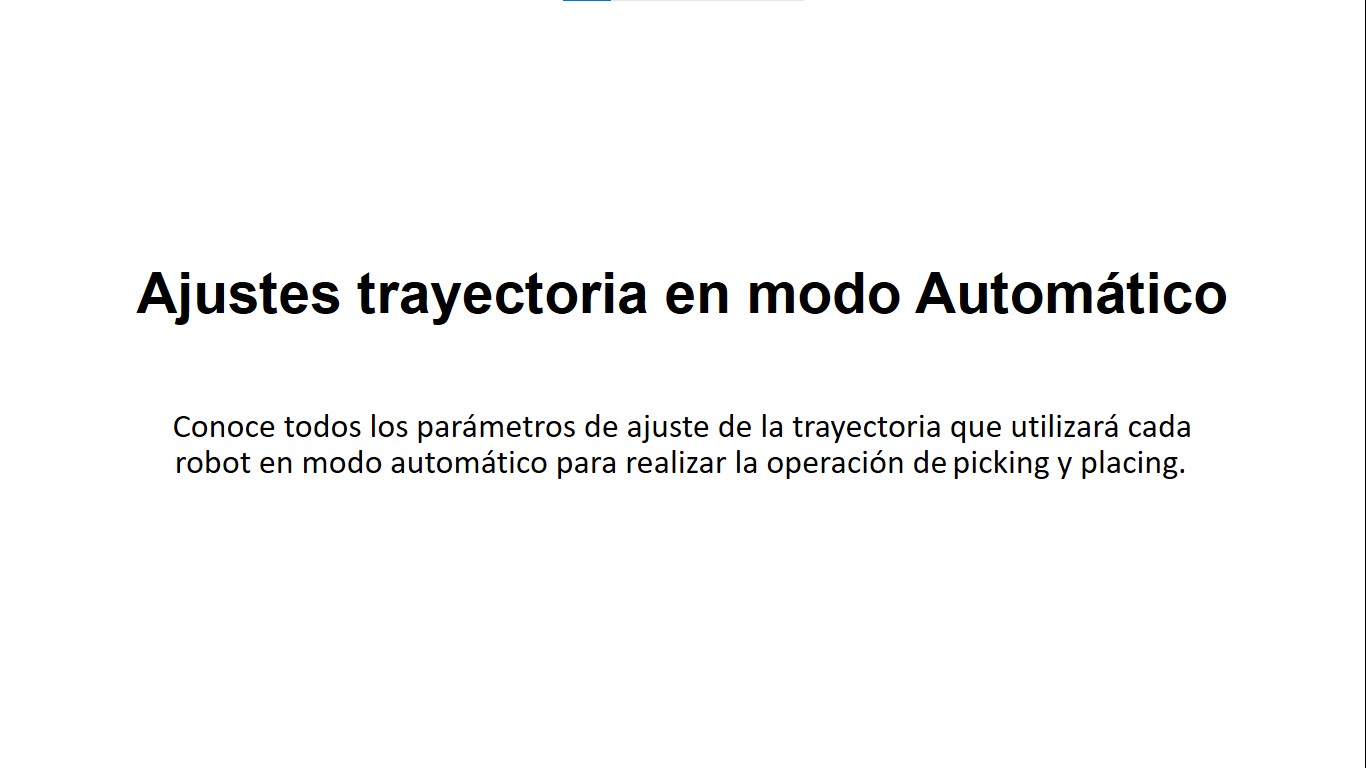 Ajustes trayectoria en modo Automático
Conoce todos los parámetros de ajuste de la trayectoria que utilizará cada
robot en modo automático para realizar la operación de picking y placing.